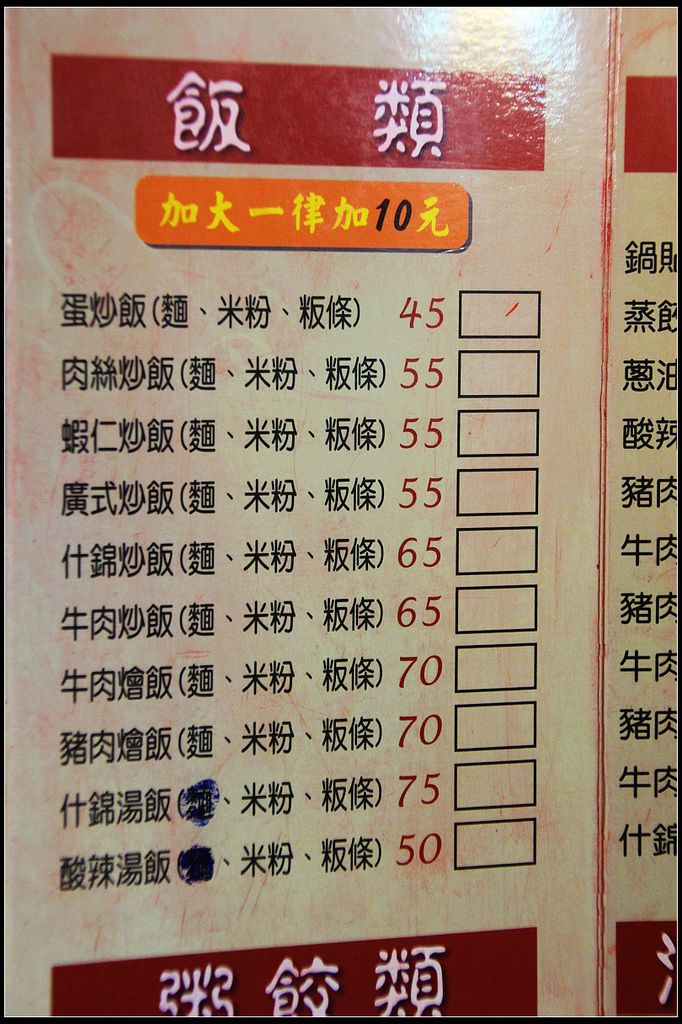 飯 類
加大一律加10元
蛋炒飯(麵、米粉、粄條) 45
肉絲炒飯(麵、米粉、粄條) 55
蝦仁炒飯(麵、米粉、粄條) 55
廣式炒飯(麵、米粉、粄條) 55
什錦炒飯(麵、米粉、粄條) 65
牛肉炒飯(麵、米粉、粄條) 65
牛肉燴飯(麵、米粉、粄條) 70
豬肉燴飯(麵、米粉、粄條) 70
什錦湯飯(麵、米粉、粄條) 75
酸辣湯飯(、米粉、粄條) 50
粥餃類
鍋貼
蒸餃
蔥油
酸辣
豬肉
牛肉
豬肉
牛肉
豬肉
牛肉
什錦